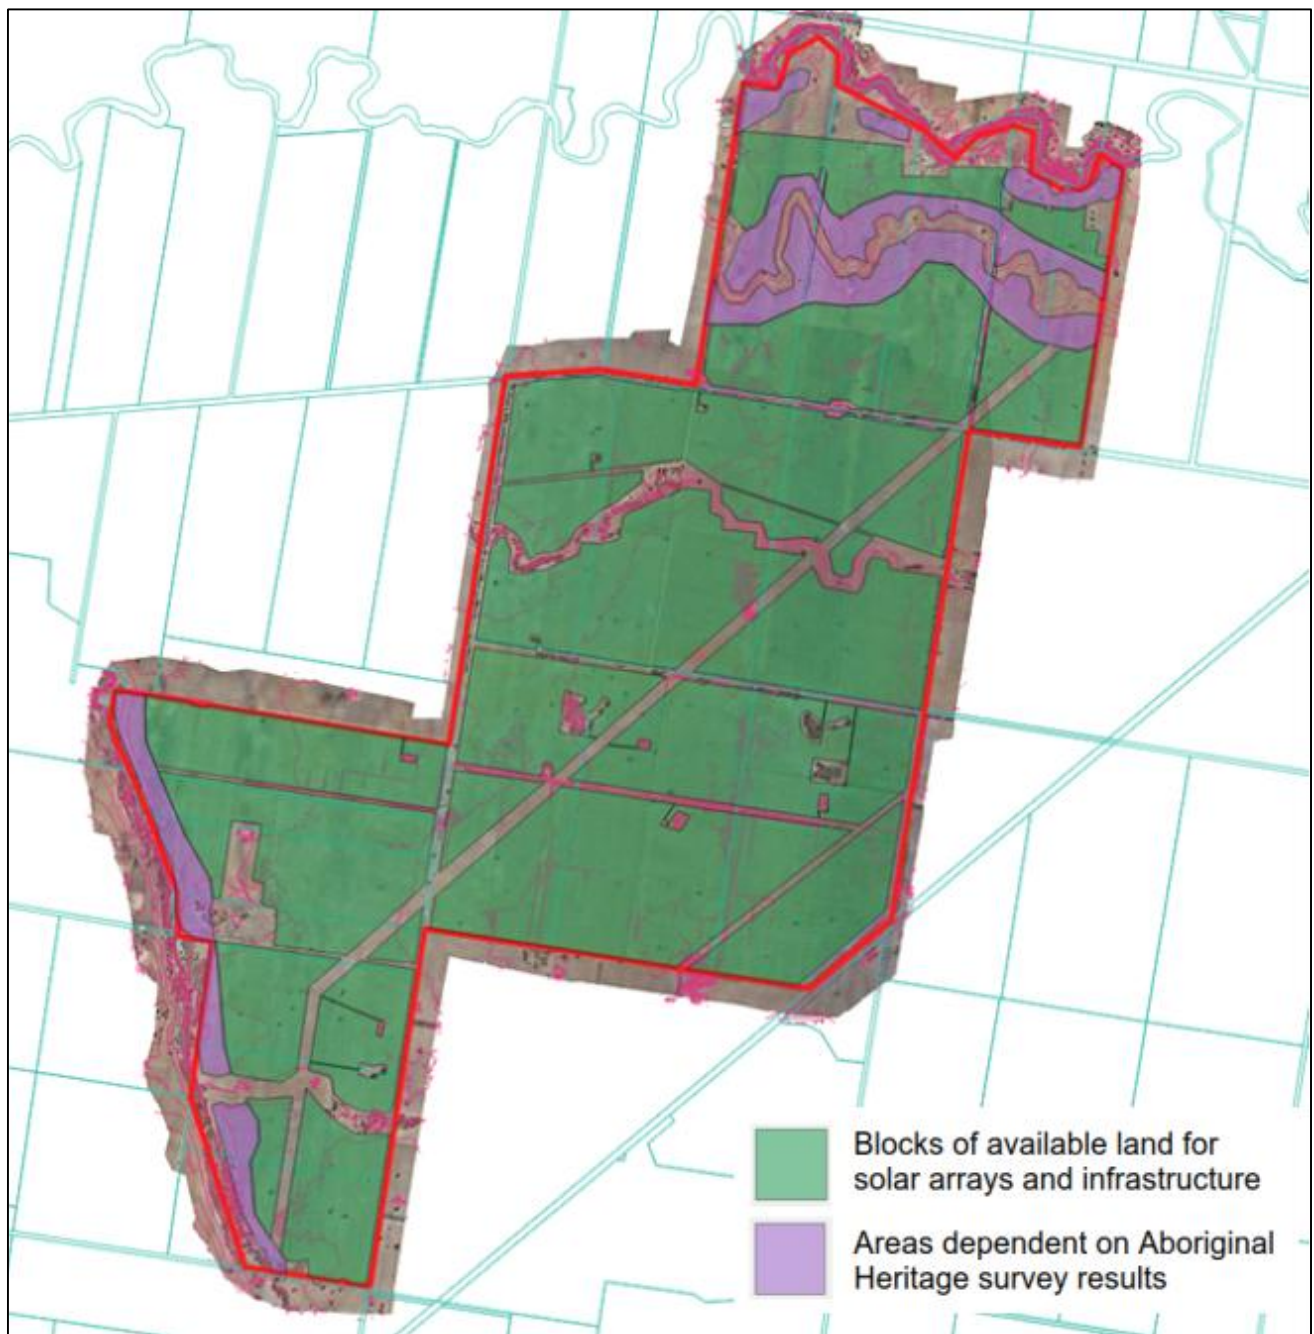 Blocks of available land for
solar arrays and infrastructure
Areas dependent on Aboriginal
Heritage survey results